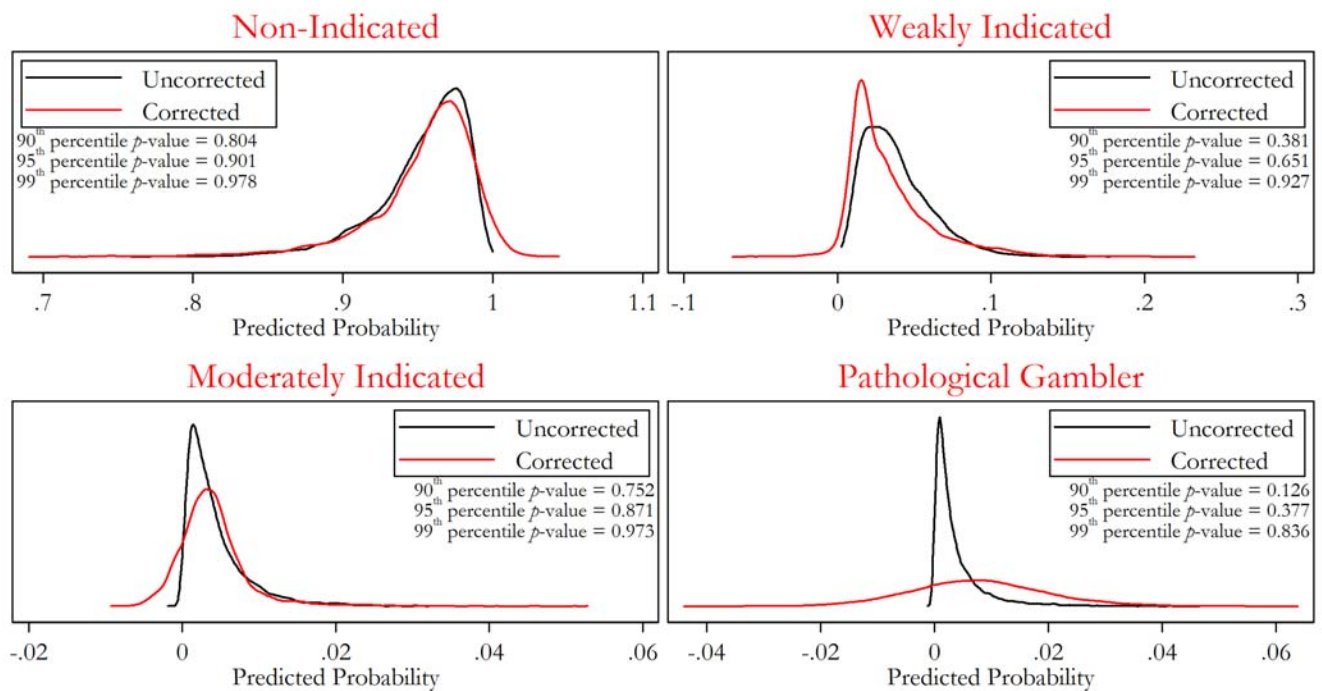 Non-Indicated
Uncorrected
Corrected
90th percentile p-value = 0.804
95th percentile p-value = 0.901
99th percentile p-value = 0.978
.7 .8 .9 1 1.1
Predicted Probability
Weakly Indicated
Uncorrected
Corrected
90th percentile p-value = 0.381
95th percentile p-value = 0.651
99th percentile p-value = 0.927
-.1 0 .1 .2 .3
Predicted Probability
Moderately Indicated
Uncorrected
Corrected
90th percentile p-value = 0.752
95th percentile p-value = 0.871
99th percentile p-value = 0.973
-.02 0 .02 .04 .06
Predicted Probability
Pathological Gambler
Uncorrected
Corrected
90th percentile p-value = 0.126
95th percentile p-value = 0.377
99th percentile p-value = 0.836
-.04 -.02 0 .02 .04 .06
Predicted Probability